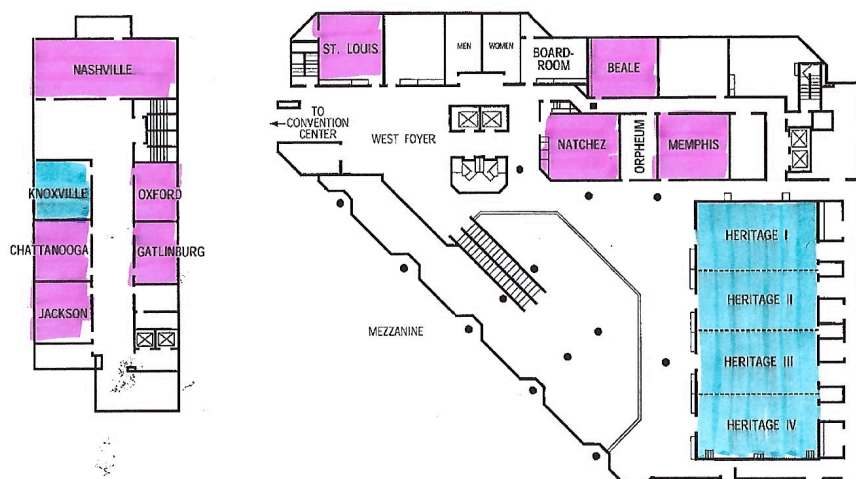 NASHVILLE
KNOXVILLE
OXFORD
CHATTANOOGA
GATLINBURG
JACKSON
ST. LOUIS
MEN
WOMEN
BOARD-
ROOM
BEALE
TO
CONVENTION
CENTER
WEST FOYER
NATCHEZ
ORPHEUM
MEMPHIS
HERITAGE I
HERITAGE II
MEZZANINE
HERITAGE III
HERITAGE IV